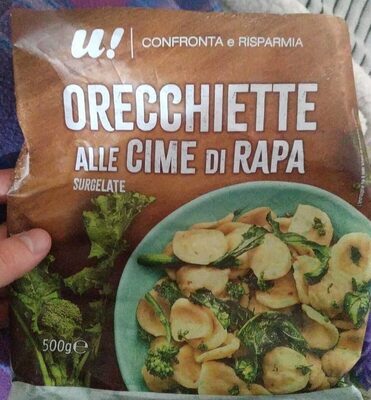 u! CONFRONTA e RISPARMIA
ORECCHIETTE
ALLE CIME DI RAPA
SURGELATE
500g℮